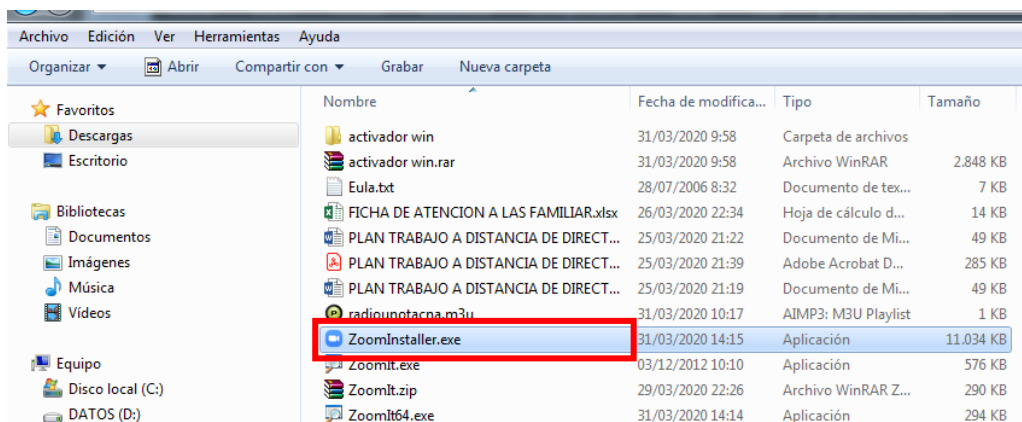 Archivo Edición Ver Herramientas Ayuda
Organizar Abrir Compartir con Grabar Nueva carpeta
Favoritos
Descargas
Escritorio
Bibliotecas
Documentos
Imágenes
Música
Vídeos
Equipo
Disco local (C:)
DATOS (D:)
Nombre Fecha de modifica... Tipo Tamaño
activador win 31/03/2020 9:58 Carpeta de archivos
activador win.rar 31/03/2020 9:58 Archivo WinRAR 2.848 KB
Eula.txt 28/07/2006 8:32 Documento de tex... 7 KB
FICHA DE ATENCION A LAS FAMILIAR.xlsx 26/03/2020 22:34 Hoja de cálculo d... 14 KB
PLAN TRABAJO A DISTANCIA DE DIRECT... 25/03/2020 21:22 Documento de Mi... 49 KB
PLAN TRABAJO A DISTANCIA DE DIRECT... 25/03/2020 21:39 Adobe Acrobat D... 285 KB
PLAN TRABAJO A DISTANCIA DE DIRECT... 25/03/2020 21:19 Documento de Mi... 49 KB
radiounotacna.m3u 31/03/2020 10:17 AIMP3: M3U Playlist 1 KB
ZoomInstaller.exe 31/03/2020 14:15 Aplicación 11.034 KB
ZoomIt.exe 03/12/2012 10:10 Aplicación 576 KB
ZoomIt.zip 29/03/2020 22:26 Archivo WinRAR Z... 290 KB
ZoomIt64.exe 31/03/2020 14:14 Aplicación 294 KB